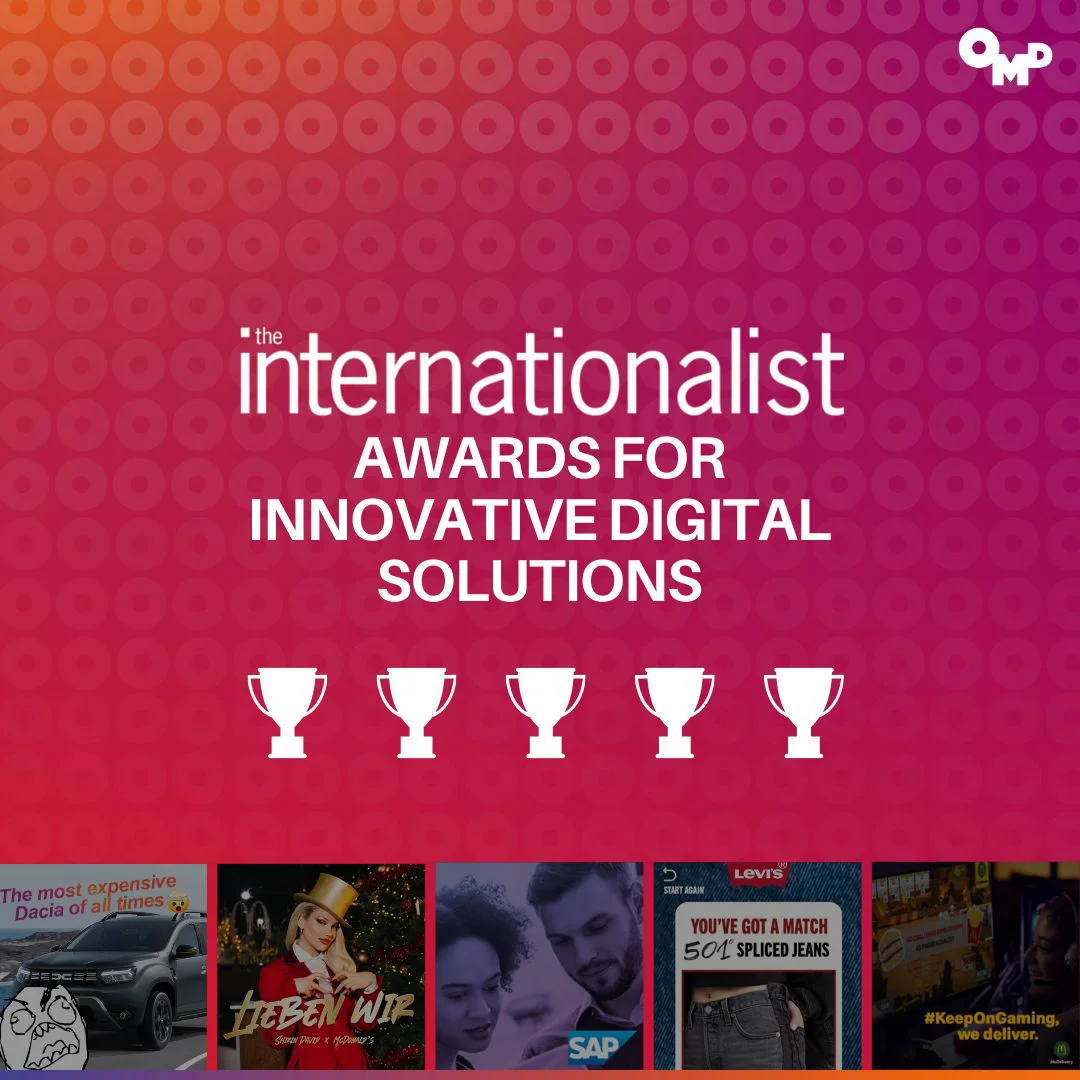 OMD
the
internationalist
AWARDS FOR
INNOVATIVE DIGITAL
SOLUTIONS
The most expensive
Dacia of all times
LIEBEN WIR
SHIRIN DAVID X MCDONALD'S
SAP
START AGAIN
LEVI'S®
YOU'VE GOT A MATCH
501® SPLICED JEANS
#KeepOnGaming,
we deliver.
McDelivery